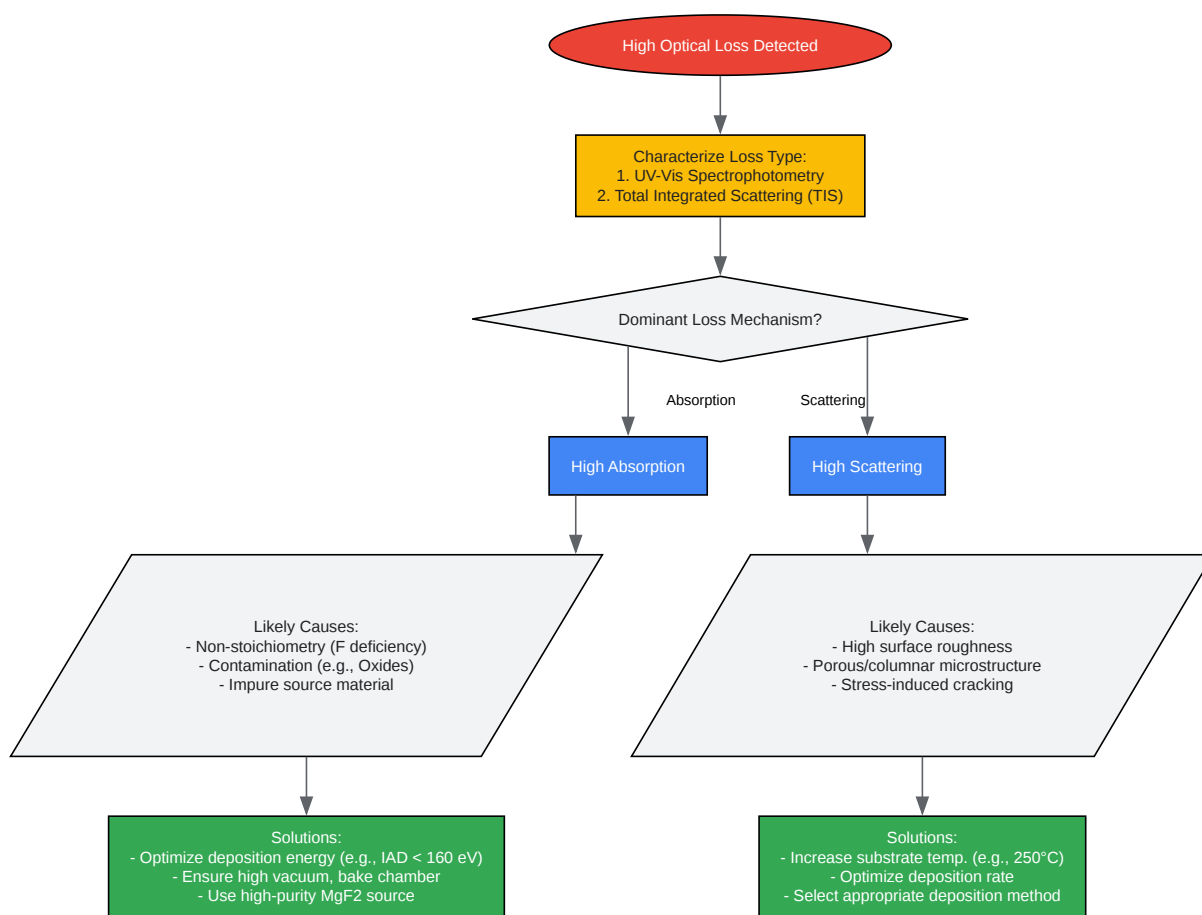 High Optical Loss Detected
Characterize Loss Type:
1. UV-Vis Spectrophotometry
2. Total Integrated Scattering (TIS)
Dominant Loss Mechanism?
Absorption
Scattering
High Absorption
High Scattering
Likely Causes:
- Non-stoichiometry (F deficiency)
- Contamination (e.g., Oxides)
- Impure source material
Likely Causes:
- High surface roughness
- Porous/columnar microstructure
- Stress-induced cracking
Solutions:
- Optimize deposition energy (e.g., IAD < 160 eV)
- Ensure high vacuum, bake chamber
- Use high-purity MgF2 source
Solutions:
- Increase substrate temp. (e.g., 250°C)
- Optimize deposition rate
- Select appropriate deposition method